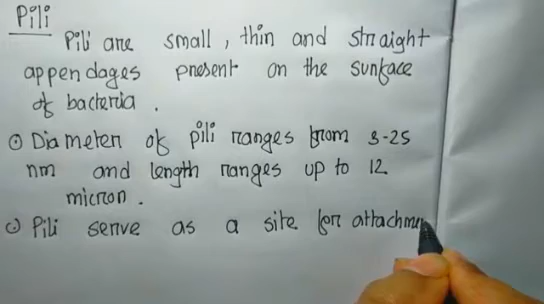 Pili
Pili are small, thin and straight
appendages present on the surface
of bacteria.
Diameter of pili ranges from 3-25
nm and length ranges up to 12
micron.
Pili serve as a site for attachme